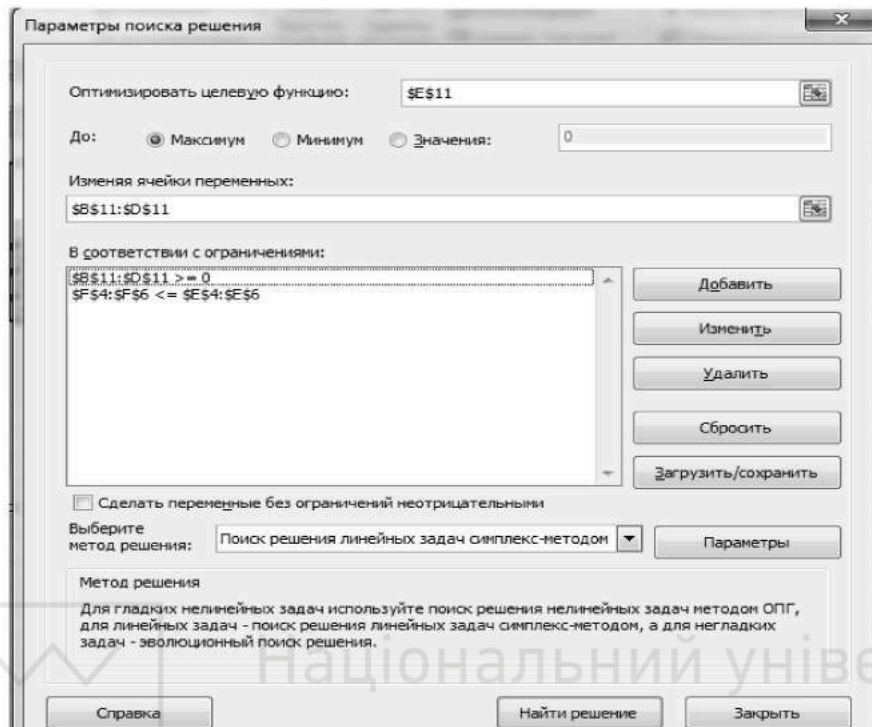 Параметры поиска решения
Оптимизировать целевую функцию: $E$11
До: Максимум Минимум Значения: 0
Изменяя ячейки переменных:
$B$11:$D$11
В соответствии с ограничениями:
$B$11:$D$11 >= 0
$F$4:$F$6 <= $E$4:$E$6
Добавить
Изменить
Удалить
Сбросить
Загрузить/сохранить
Сделать переменные без ограничений неотрицательными
Выберите
метод решения: Поиск решения линейных задач симплекс-методом Параметры
Метод решения
Для гладких нелинейных задач используйте поиск решения нелинейных задач методом ОПГ,
для линейных задач - поиск решения линейных задач симплекс-методом, а для негладких
задач - эволюционный поиск решения.
Національний уніве
Справка Найти решение Закрыть